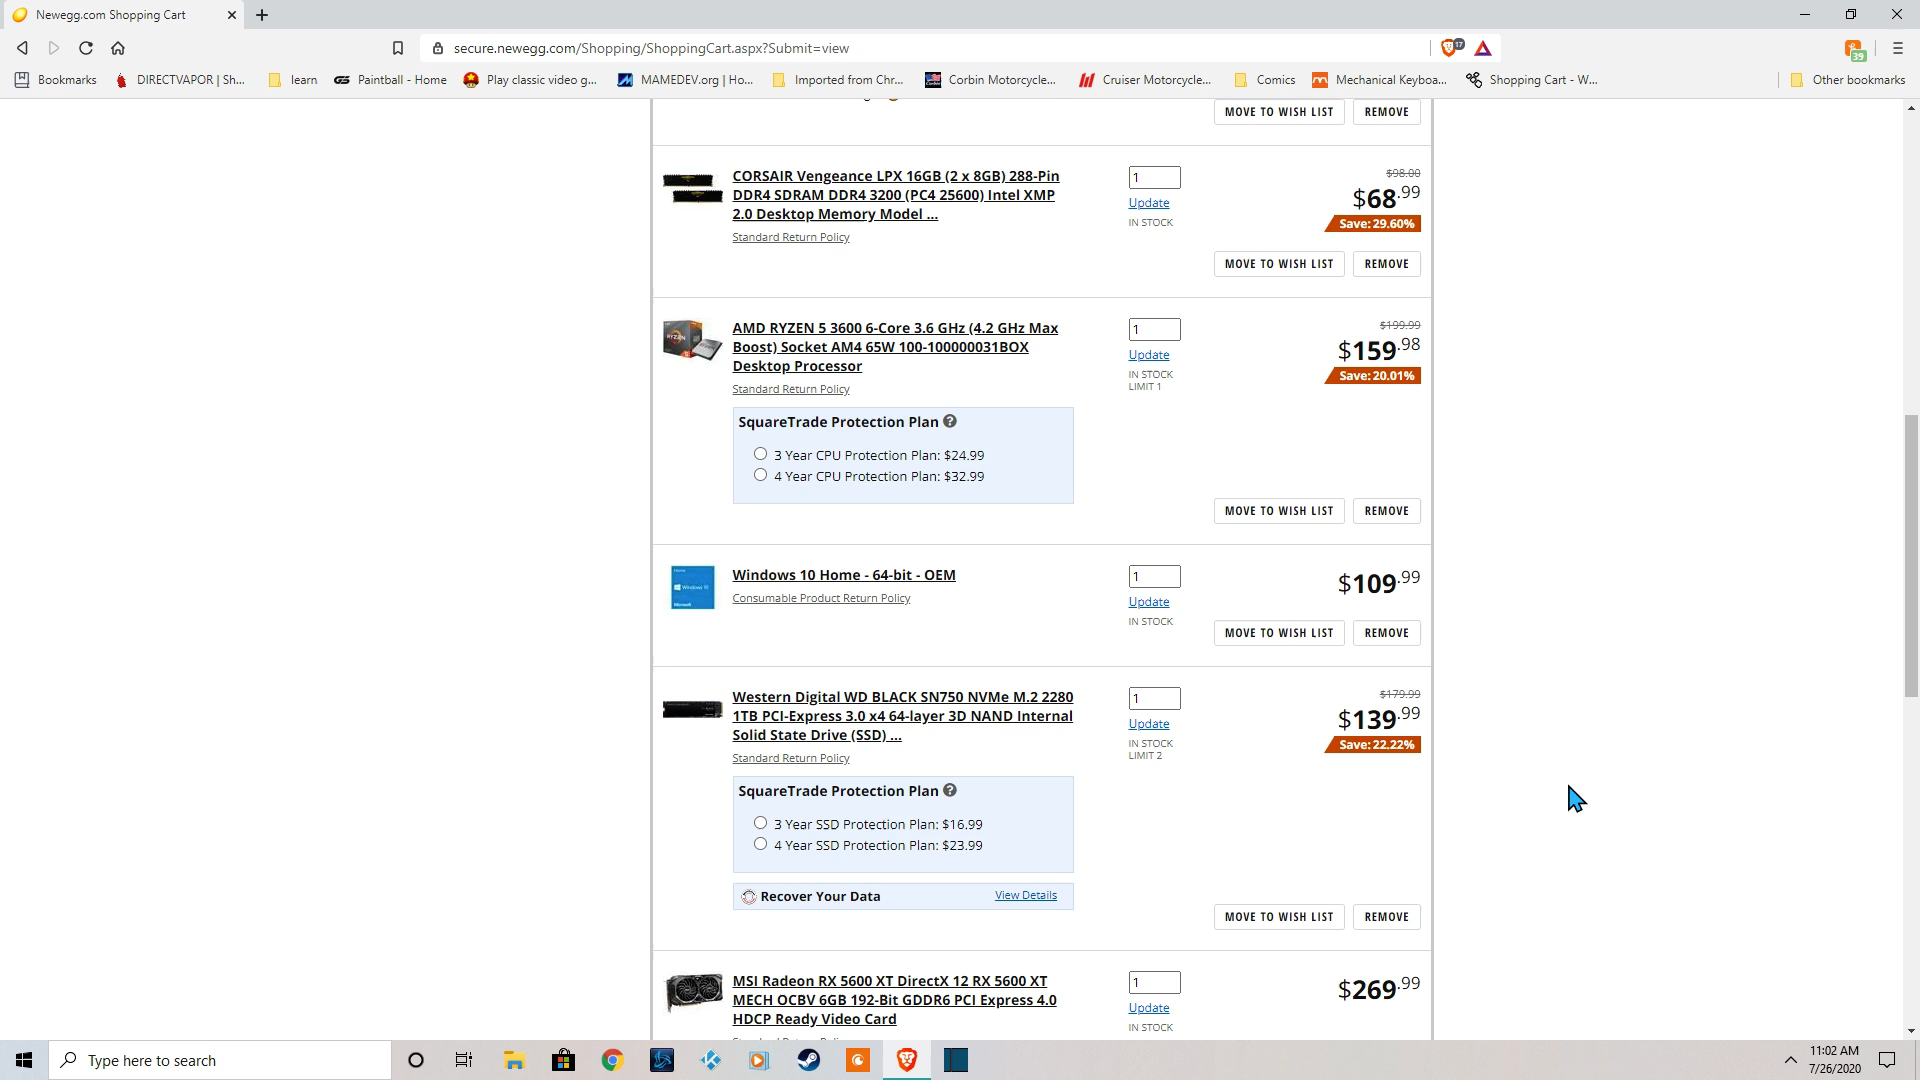 Newegg.com Shopping Cart
secure.newegg.com/Shopping/ShoppingCart.aspx?Submit=view
17
39
Bookmarks
DIRECTVAPOR | Sh...
learn
Paintball - Home
Play classic video g...
MAMEDEV.org | Ho...
Imported from Chr...
Corbin Motorcycle...
Cruiser Motorcycle...
Comics
Mechanical Keyboa...
Shopping Cart - W...
Other bookmarks
MOVE TO WISH LIST
REMOVE
CORSAIR Vengeance LPX 16GB (2 x 8GB) 288-Pin
DDR4 SDRAM DDR4 3200 (PC4 25600) Intel XMP
2.0 Desktop Memory Model ...
Standard Return Policy
1
Update
IN STOCK
$98.00
$68.99
Save: 29.60%
MOVE TO WISH LIST
REMOVE
AMD RYZEN 5 3600 6-Core 3.6 GHz (4.2 GHz Max
Boost) Socket AM4 65W 100-100000031BOX
Desktop Processor
Standard Return Policy
1
Update
IN STOCK
LIMIT 1
$199.99
$159.98
Save: 20.01%
SquareTrade Protection Plan ?
3 Year CPU Protection Plan: $24.99
4 Year CPU Protection Plan: $32.99
MOVE TO WISH LIST
REMOVE
Windows 10 Home - 64-bit - OEM
Consumable Product Return Policy
1
Update
IN STOCK
$109.99
MOVE TO WISH LIST
REMOVE
Western Digital WD BLACK SN750 NVMe M.2 2280
1TB PCI-Express 3.0 x4 64-layer 3D NAND Internal
Solid State Drive (SSD) ...
Standard Return Policy
1
Update
IN STOCK
LIMIT 2
$179.99
$139.99
Save: 22.22%
SquareTrade Protection Plan ?
3 Year SSD Protection Plan: $16.99
4 Year SSD Protection Plan: $23.99
Recover Your Data
View Details
MOVE TO WISH LIST
REMOVE
MSI Radeon RX 5600 XT DirectX 12 RX 5600 XT
MECH OCBV 6GB 192-Bit GDDR6 PCI Express 4.0
HDCP Ready Video Card
1
Update
IN STOCK
$269.99
Type here to search
11:02 AM
7/26/2020